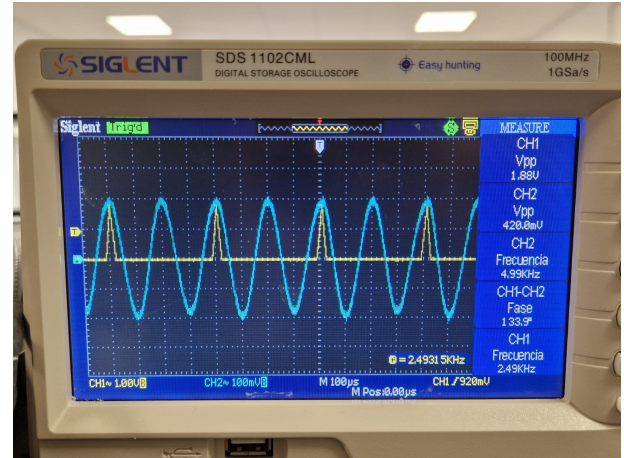 SIGLENT
SDS 1102CML
DIGITAL STORAGE OSCILLOSCOPE
Easy hunting
100MHz
1GSa/s
Siglent Trig'd
MEASURE
T
CH1
Vpp
1.88V
CH2
Vpp
420.0mV
T
CH2
Frecuencia
4.99KHz
CH1-CH2
Fase
133.9°
CH1
Frecuencia
2.49KHz
= 2.49315KHz
CH1~ 1.00V CH2~ 100mV M 100μs CH1 920mV
M Pos:0.00μs